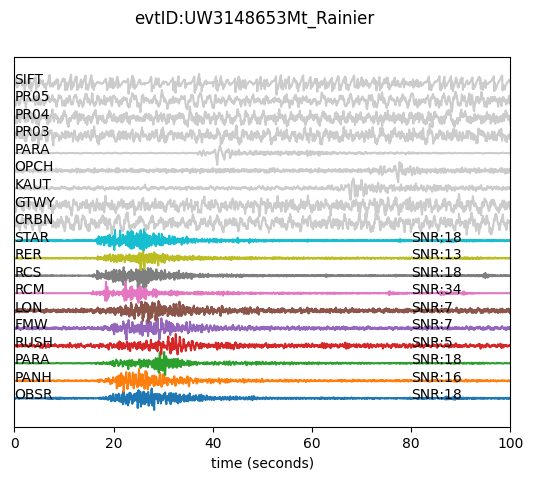 evtID:UW3148653Mt_Rainier
SIFT
PR05
PR04
PR03
PARA
OPCH
KAUT
GTWY
CRBN
STAR SNR:18
RER SNR:13
RCS SNR:18
RCM SNR:34
LON SNR:7
FMW SNR:7
RUSH SNR:5
PARA SNR:18
PANH SNR:16
OBSR SNR:18
0 20 40 60 80 100
time (seconds)